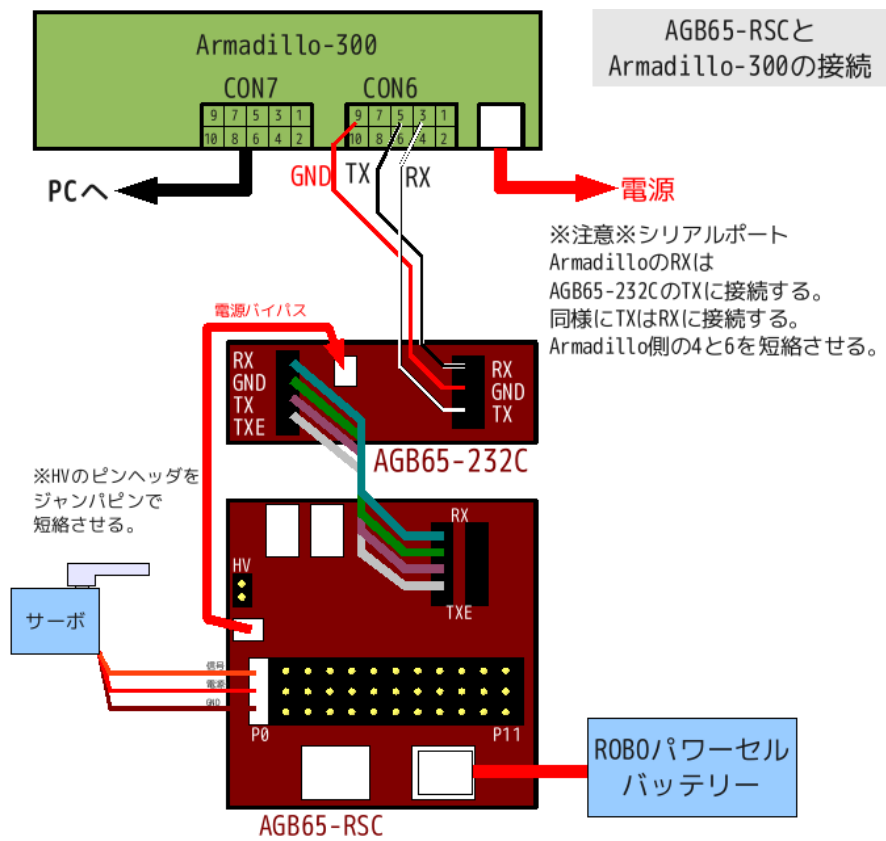 AGB65-RSCと
Armadillo-300の接続
Armadillo-300
CON7
CON6
9 7 5 3 1
10 8 6 4 2
9 7 5 3 1
10 8 6 4 2
PCへ
GND
TX
RX
電源
※注意※シリアルポート
ArmadilloのRXは
AGB65-232CのTXに接続する。
同様にTXはRXに接続する。
Armadillo側の4と6を短絡させる。
電源バイパス
RX
GND
TX
TXE
RX
GND
TX
AGB65-232C
※HVのピンヘッダを
ジャンパピンで
短絡させる。
RX
HV
TXE
サーボ
信号
電源
GND
P0
P11
ROBOパワーセル
バッテリー
AGB65-RSC